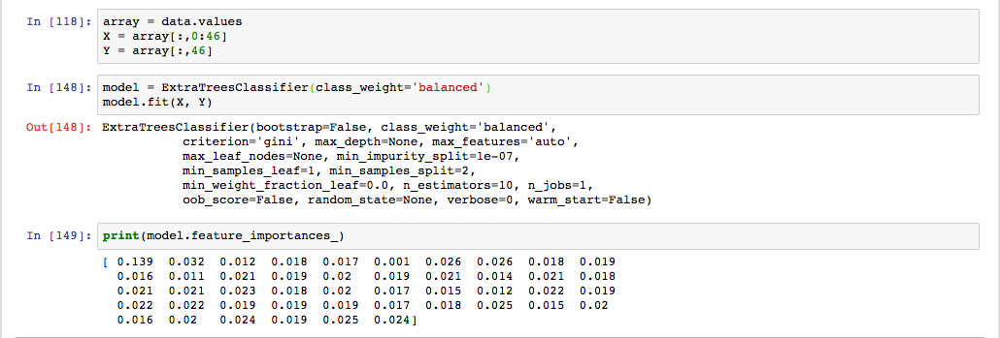 In [118]: array = data.values
X = array[:,0:46]
Y = array[:,46]
In [148]: model = ExtraTreesClassifier(class_weight='balanced')
model.fit(X, Y)
Out[148]: ExtraTreesClassifier(bootstrap=False, class_weight='balanced',
criterion='gini', max_depth=None, max_features='auto',
max_leaf_nodes=None, min_impurity_split=1e-07,
min_samples_leaf=1, min_samples_split=2,
min_weight_fraction_leaf=0.0, n_estimators=10, n_jobs=1,
oob_score=False, random_state=None, verbose=0, warm_start=False)
In [149]: print(model.feature_importances_)
[ 0.139 0.032 0.012 0.018 0.017 0.001 0.026 0.026 0.018 0.019
0.016 0.011 0.021 0.019 0.02 0.019 0.021 0.014 0.021 0.018
0.021 0.021 0.023 0.018 0.02 0.017 0.015 0.012 0.022 0.019
0.022 0.022 0.019 0.019 0.019 0.017 0.018 0.025 0.015 0.02
0.016 0.02 0.024 0.019 0.025 0.024]